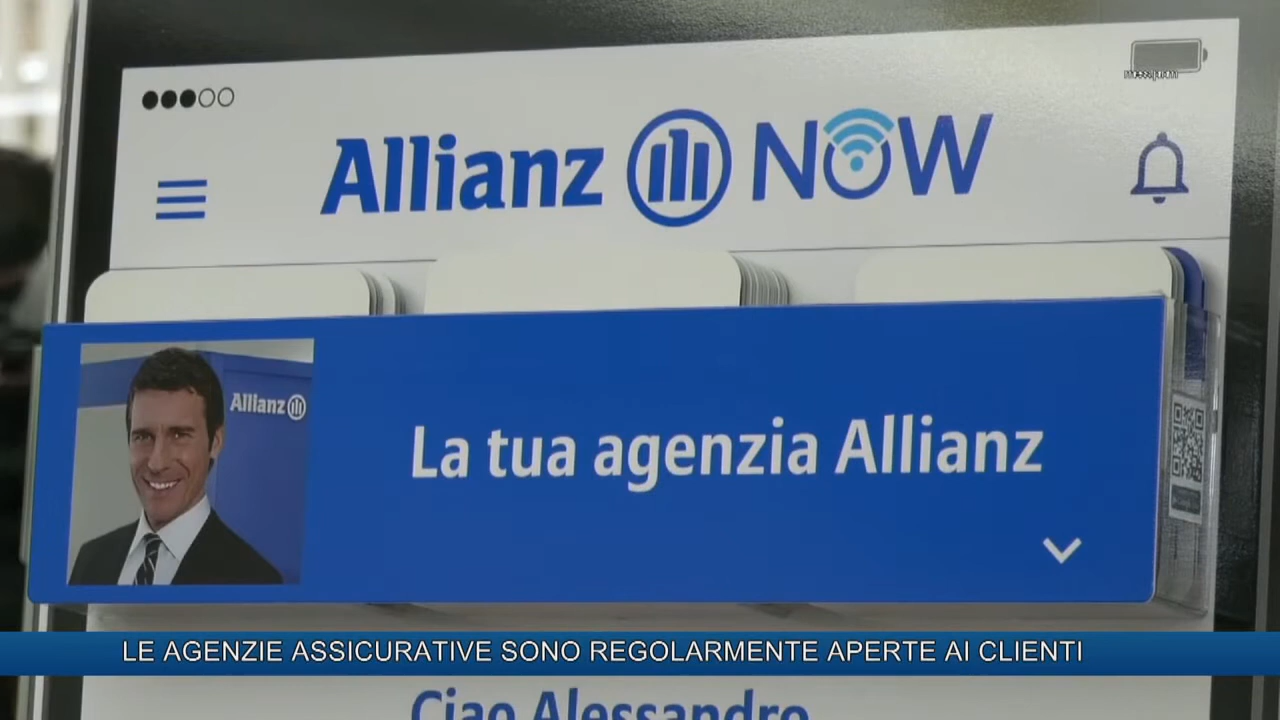 Allianz NOW
Allianz
La tua agenzia Allianz
LE AGENZIE ASSICURATIVE SONO REGOLARMENTE APERTE AI CLIENTI
Ciao Alessandro